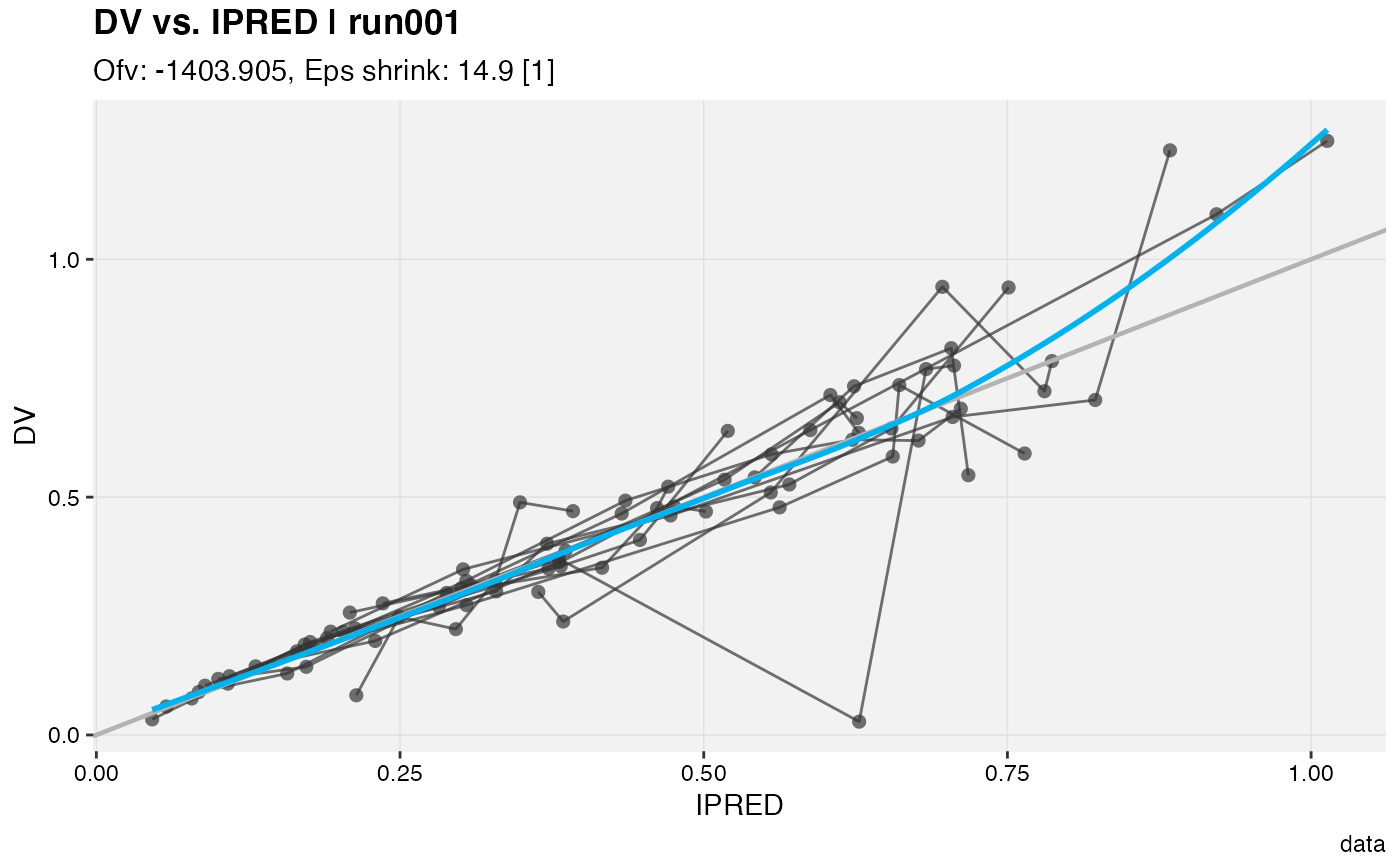 DV vs. IPRED | run001
Ofv: -1403.905, Eps shrink: 14.9 [1]
DV
1.0
0.5
0.0
0.00 0.25 0.50 0.75 1.00
IPRED
data